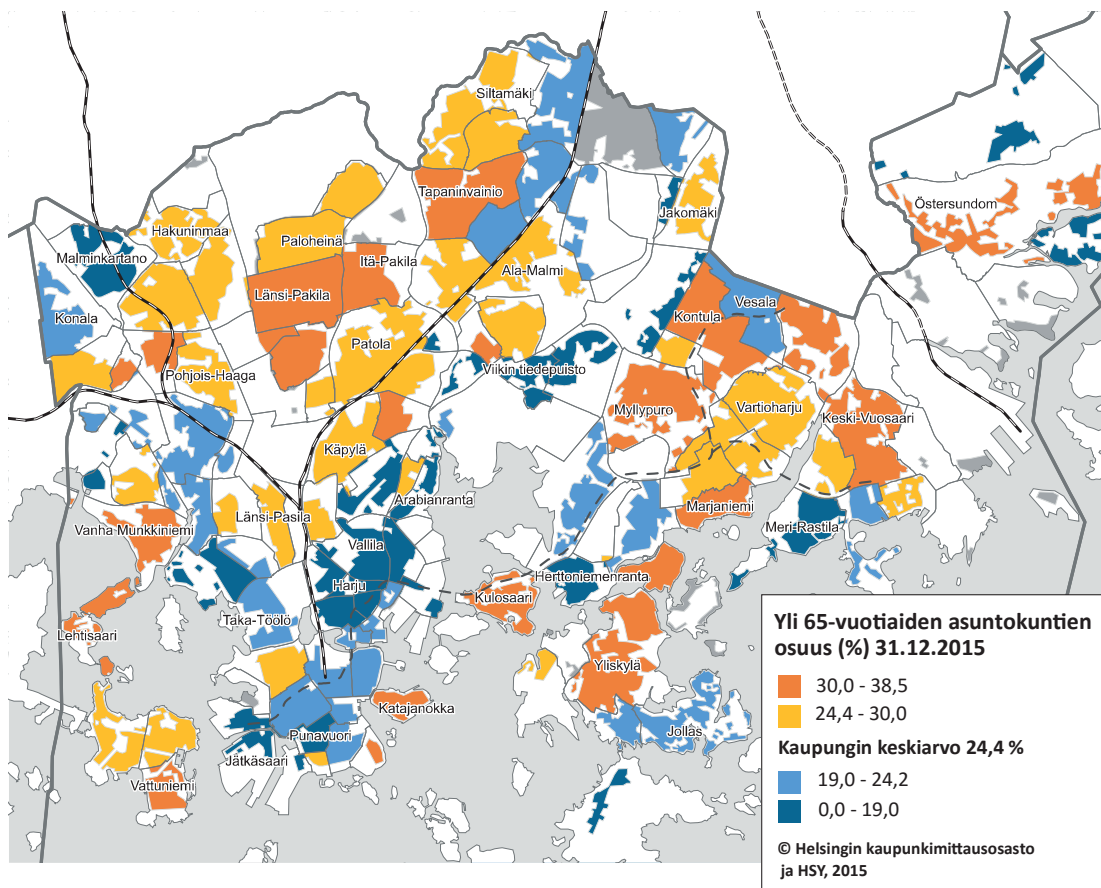 Siltamäki
Tapaninvainio
Jakomäki
Östersundom
Hakuninmaa
Malminkartano
Paloheinä
Itä-Pakila
Ala-Malmi
Länsi-Pakila
Konala
Vesala
Kontula
Patola
Pohjois-Haaga
Viikin tiedepuisto
Myllypuro
Vartioharju
Keski-Vuosaari
Käpylä
Arabianranta
Länsi-Pasila
Vanha Munkkiniemi
Marjaniemi
Meri-Rastila
Vallila
Harju
Herttoniemenranta
Kulosaari
Taka-Töölö
Lehtisaari
Yliskylä
Katajanokka
Punavuori
Jätkäsaari
Jollas
Vattuniemi
Yli 65-vuotiaiden asuntokuntien
osuus (%) 31.12.2015
30,0 - 38,5
24,4 - 30,0
Kaupungin keskiarvo 24,4 %
19,0 - 24,2
0,0 - 19,0
© Helsingin kaupunkimittausosasto
ja HSY, 2015